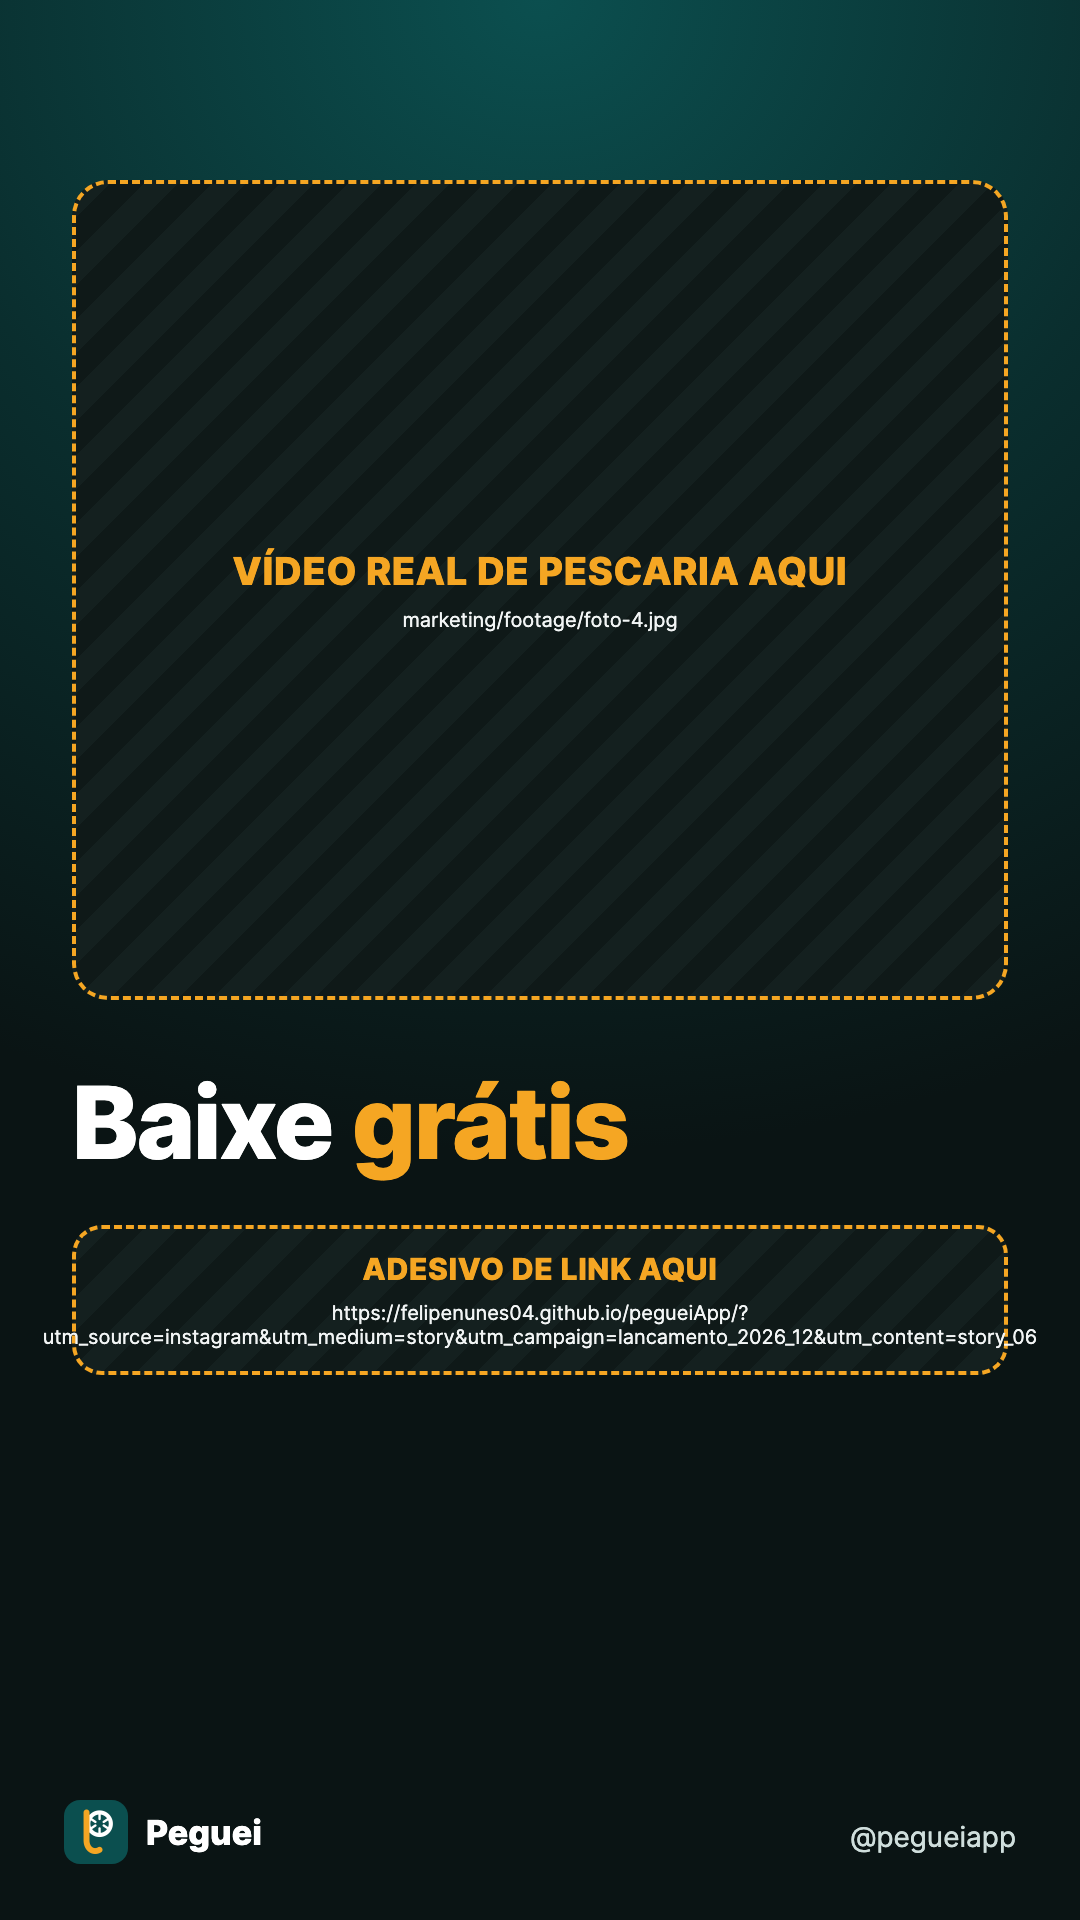 VÍDEO REAL DE PESCARIA AQUI
marketing/footage/foto-4.jpg
Baixe grátis
ADESIVO DE LINK AQUI
https://felipenunes04.github.io/pegueiApp/?
utm_source=instagram&utm_medium=story&utm_campaign=lancamento_2026_12&utm_content=story_06
Peguei
@pegueiapp